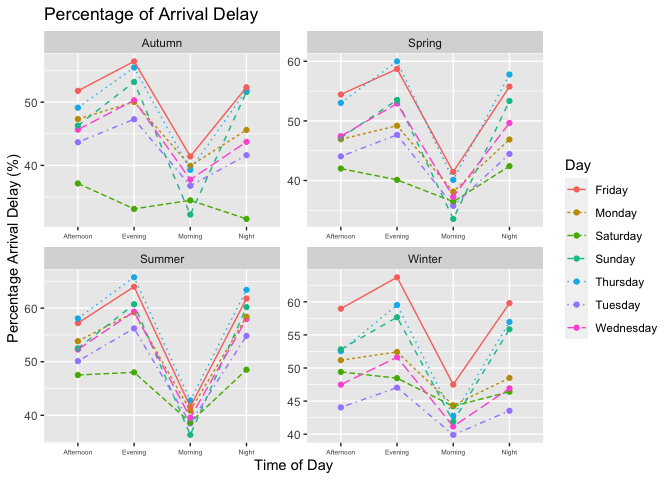 Percentage of Arrival Delay
Autumn
Spring
50
40
60
50
40
Afternoon Evening Morning Night
Afternoon Evening Morning Night
Summer
Winter
60
50
40
60
55
50
45
40
Afternoon Evening Morning Night
Afternoon Evening Morning Night
Time of Day
Percentage Arrival Delay (%)
Day
Friday
Monday
Saturday
Sunday
Thursday
Tuesday
Wednesday